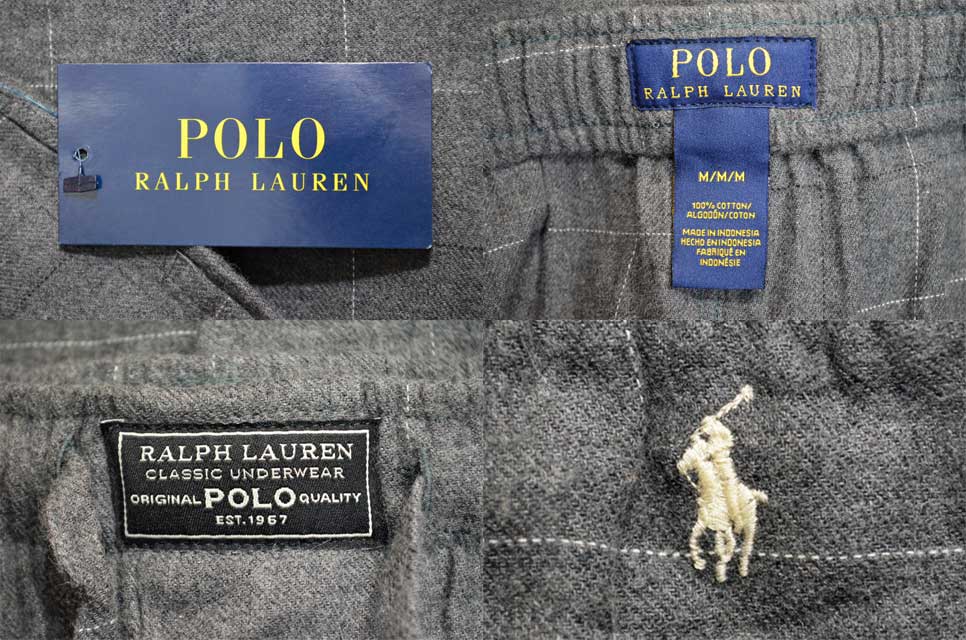 POLO
RALPH LAUREN
POLO
RALPH LAUREN
M/M/M
100% COTTON/
ALGODÓN/COTON
MADE IN INDONESIA
HECHO EN INDONESIA
FABRIQUÉ EN
INDONÉSIE
RALPH LAUREN
CLASSIC UNDERWEAR
ORIGINAL POLO QUALITY
EST.1967